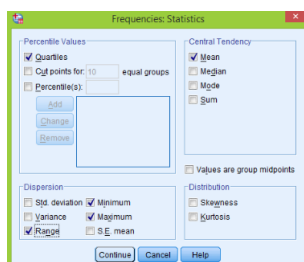 Frequencies: Statistics
Percentile Values
Quartiles
Cut points for: 10 equal groups
Percentile(s):
Add
Change
Remove
Central Tendency
Mean
Median
Mode
Sum
Values are group midpoints
Dispersion
Std. deviation Minimum
Variance Maximum
Range S.E. mean
Distribution
Skewness
Kurtosis
Continue Cancel Help